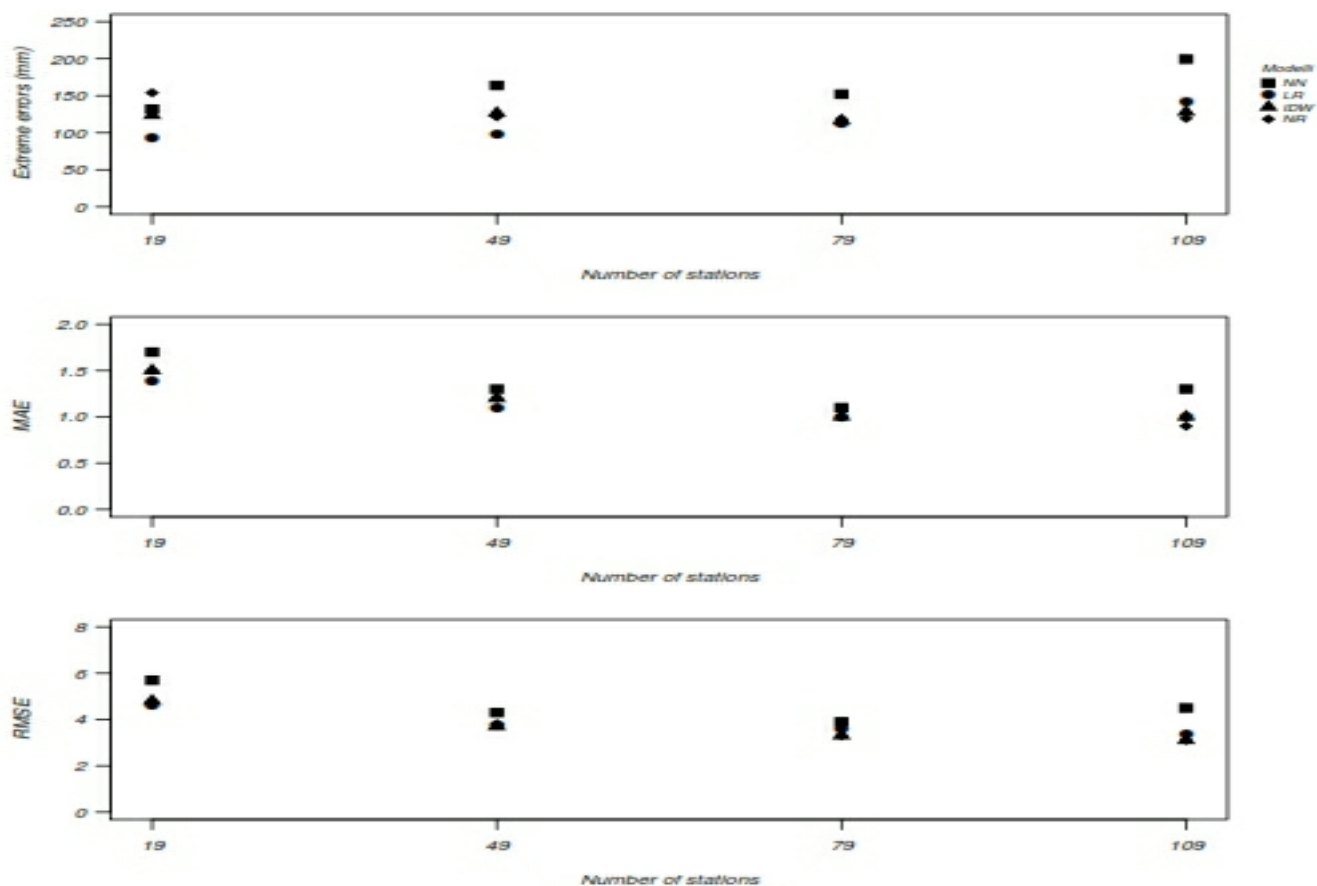 250
200
150
100
50
0
Extreme errors (mm)
19 49 79 109
Number of stations
Modelli
NN
LR
IDW
NR
2.0
1.5
1.0
0.5
0.0
MAE
19 49 79 109
Number of stations
8
6
4
2
0
RMSE
19 49 79 109
Number of stations